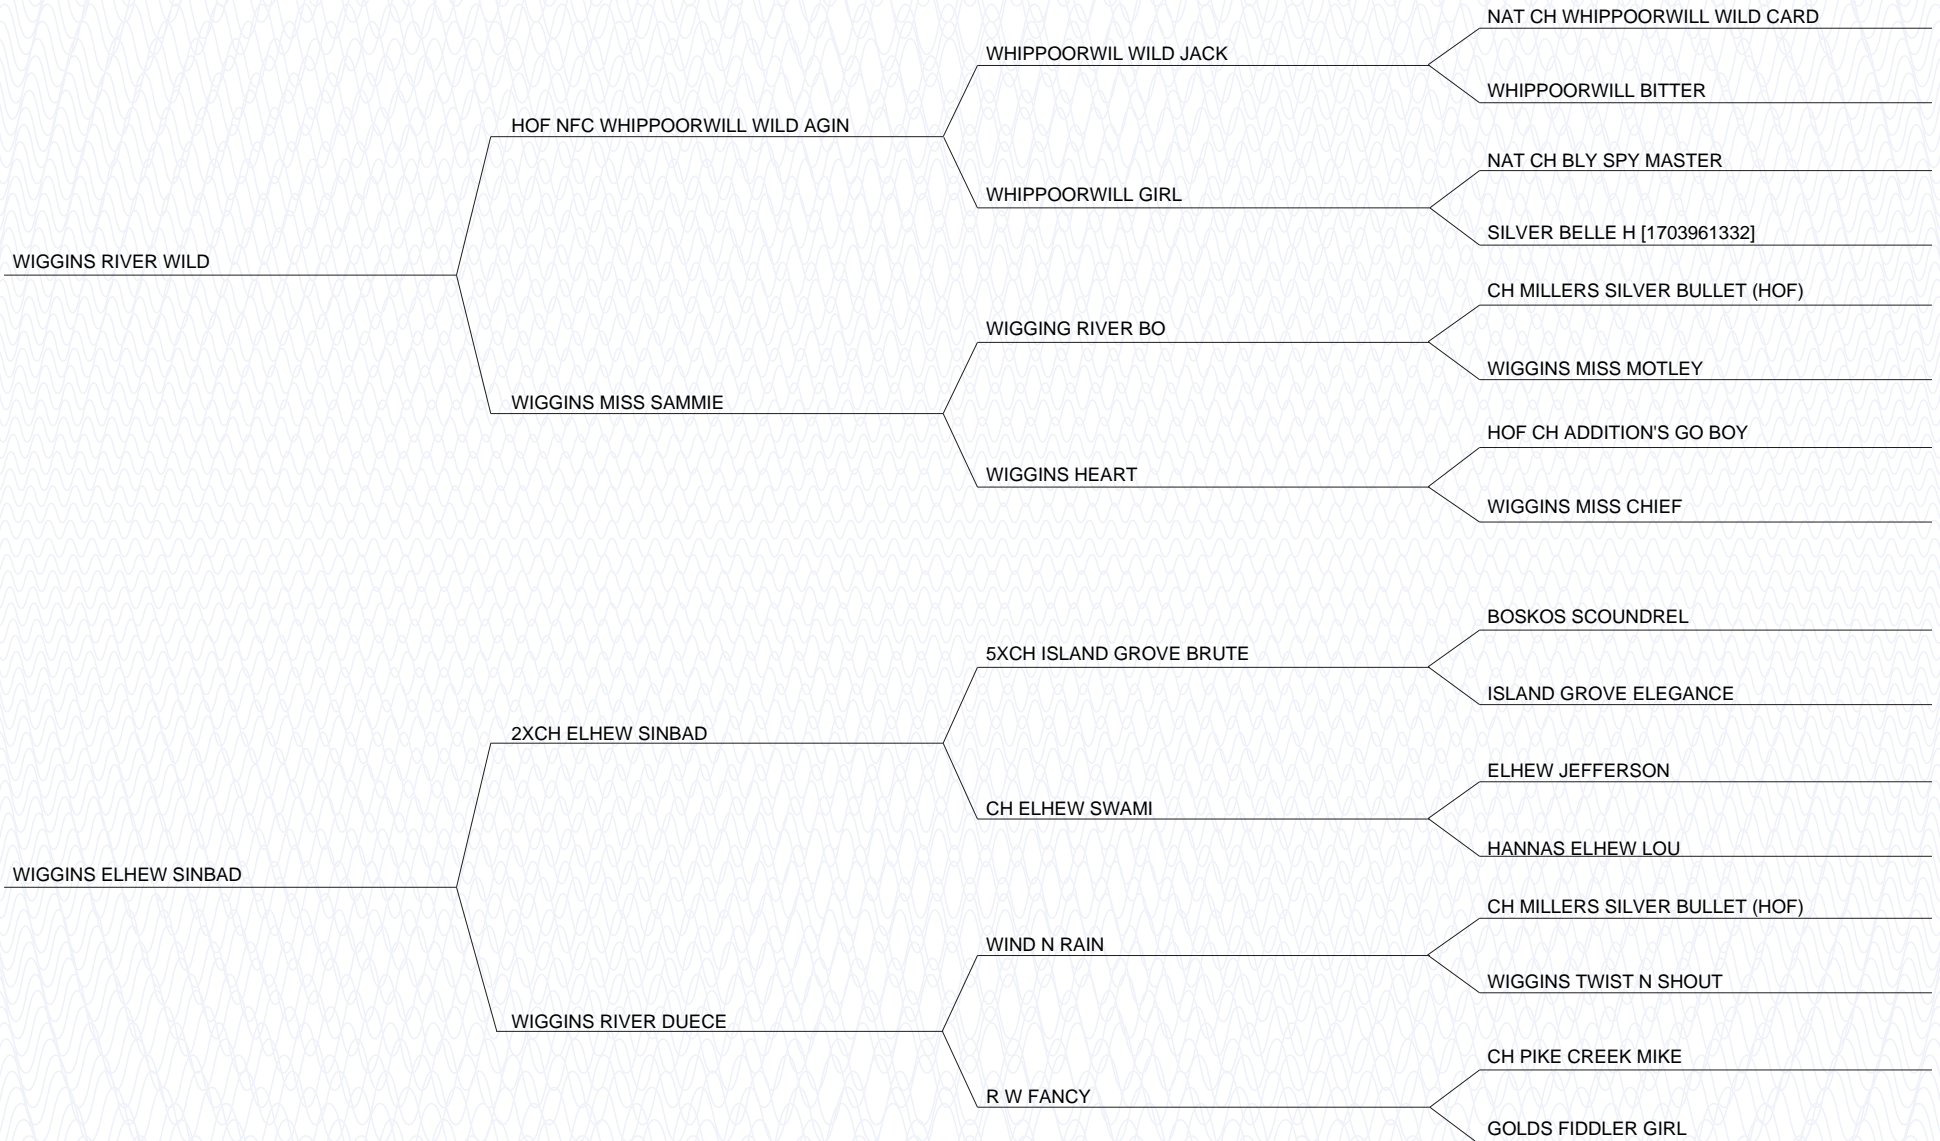 NAT CH WHIPPOORWILL WILD CARD
WHIPPOORWIL WILD JACK
WHIPPOORWILL BITTER
HOF NFC WHIPPOORWILL WILD AGIN
NAT CH BLY SPY MASTER
WHIPPOORWILL GIRL
SILVER BELLE H [1703961332]
WIGGINS RIVER WILD
CH MILLERS SILVER BULLET (HOF)
WIGGING RIVER BO
WIGGINS MISS MOTLEY
WIGGINS MISS SAMMIE
HOF CH ADDITION'S GO BOY
WIGGINS HEART
WIGGINS MISS CHIEF
BOSKOS SCOUNDREL
5XCH ISLAND GROVE BRUTE
ISLAND GROVE ELEGANCE
2XCH ELHEW SINBAD
ELHEW JEFFERSON
CH ELHEW SWAMI
HANNAS ELHEW LOU
WIGGINS ELHEW SINBAD
CH MILLERS SILVER BULLET (HOF)
WIND N RAIN
WIGGINS TWIST N SHOUT
WIGGINS RIVER DUECE
CH PIKE CREEK MIKE
R W FANCY
GOLDS FIDDLER GIRL